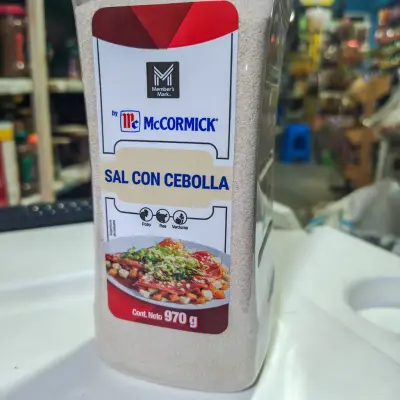 M
Member's
Mark.
by Mc McCORMICK®
SAL CON CEBOLLA
Pollo Res Verduras
Cont. Neto 970 g